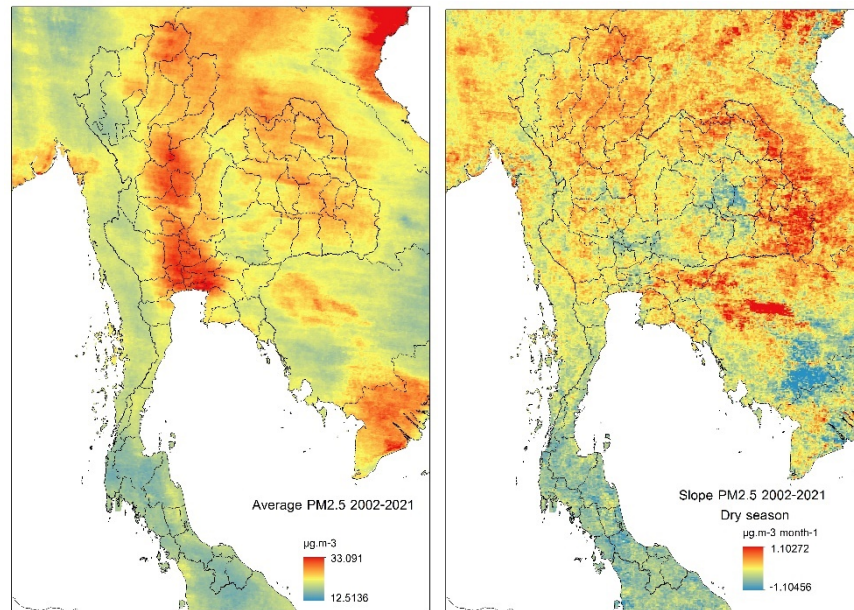 Average PM2.5 2002-2021
µg.m-3
33.091
12.5136
Slope PM2.5 2002-2021
Dry season
µg.m-3 month-1
1.10272
-1.10456